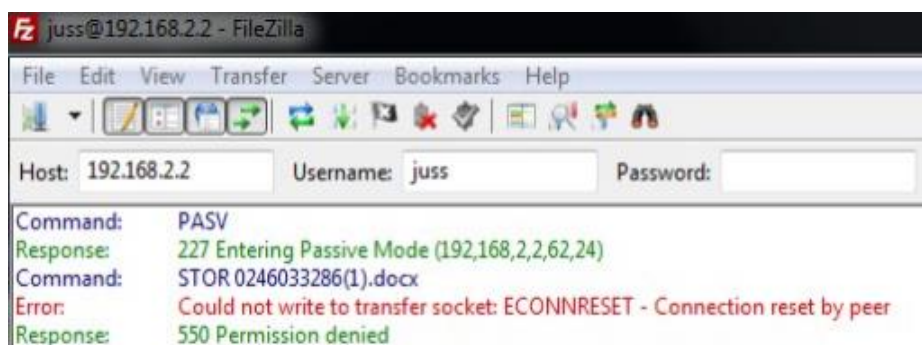 Fz juss@192.168.2.2 - FileZilla
File Edit View Transfer Server Bookmarks Help
Host: 192.168.2.2 Username: juss Password:
Command: PASV
Response: 227 Entering Passive Mode (192,168,2,2,62,24)
Command: STOR 0246033286(1).docx
Error: Could not write to transfer socket: ECONNRESET - Connection reset by peer
Response: 550 Permission denied